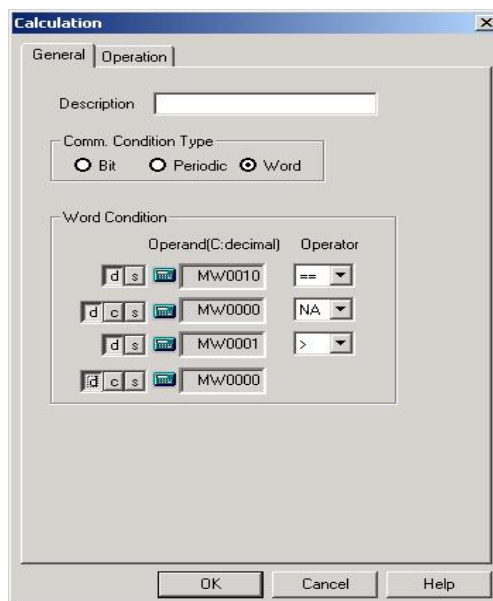 Calculation
General Operation
Description
Comm. Condition Type
Bit Periodic Word
Word Condition
Operand(C:decimal) Operator
d s MW0010 ==
d c s MW0000 NA
d s MW0001 >
d c s MW0000
OK Cancel Help